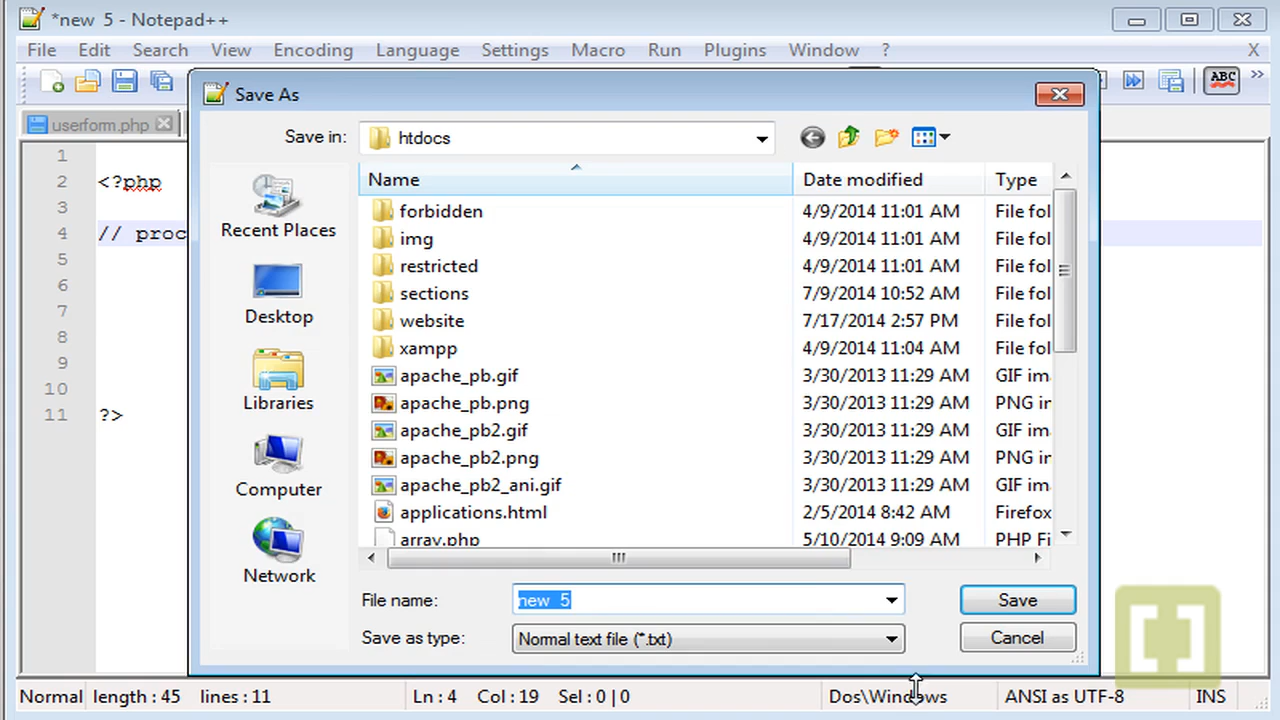 *new 5 - Notepad++
File Edit Search View Encoding Language Settings Macro Run Plugins Window ? X
ABC
userform.php
Save As
Save in: htdocs
Name Date modified Type
Recent Places
Desktop
Libraries
Computer
Network
forbidden 4/9/2014 11:01 AM File fol
img 4/9/2014 11:01 AM File fol
restricted 4/9/2014 11:01 AM File fol
sections 7/9/2014 10:52 AM File fol
website 7/17/2014 2:57 PM File fol
xampp 4/9/2014 11:04 AM File fol
apache_pb.gif 3/30/2013 11:29 AM GIF im
apache_pb.png 3/30/2013 11:29 AM PNG in
apache_pb2.gif 3/30/2013 11:29 AM GIF im
apache_pb2.png 3/30/2013 11:29 AM PNG in
apache_pb2_ani.gif 3/30/2013 11:29 AM GIF im
applications.html 2/5/2014 8:42 AM Firefox
array.php 5/10/2014 9:09 AM PHP Fi
File name: new 5 Save
Save as type: Normal text file (*.txt) Cancel
1
2 <?php
3
4 // proc
5
6
7
8
9
10
11 ?>
Normal length : 45 lines : 11 Ln : 4 Col : 19 Sel : 0 | 0 Dos\Windows ANSI as UTF-8 INS